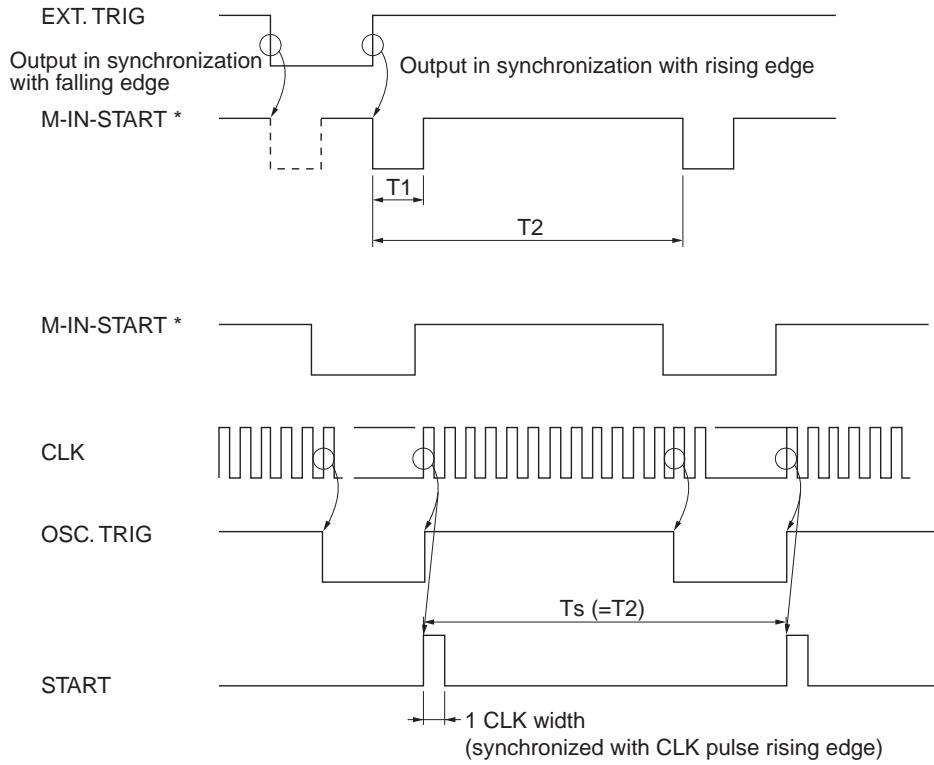 EXT. TRIG
Output in synchronization
with falling edge
Output in synchronization with rising edge
M-IN-START *
T1
T2
M-IN-START *
CLK
OSC. TRIG
Ts (=T2)
START
1 CLK width
(synchronized with CLK pulse rising edge)